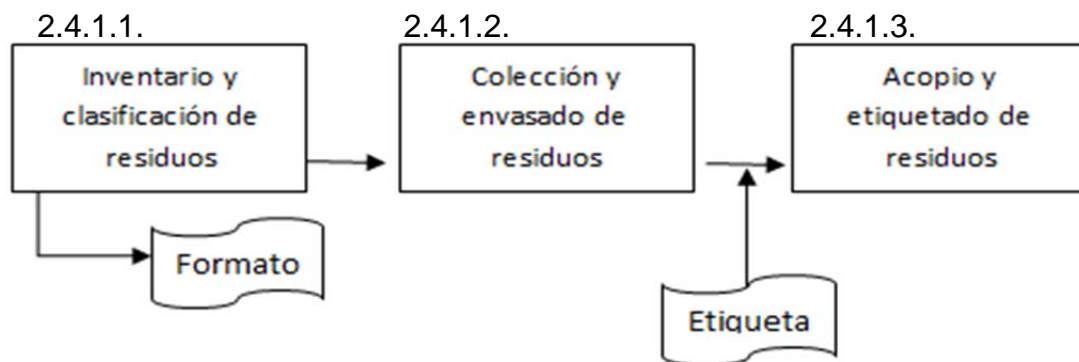 2.4.1.1.
Inventario y
clasificación de
residuos
Formato
2.4.1.2.
Colección y
envasado de
residuos
Etiqueta
2.4.1.3.
Acopio y
etiquetado de
residuos